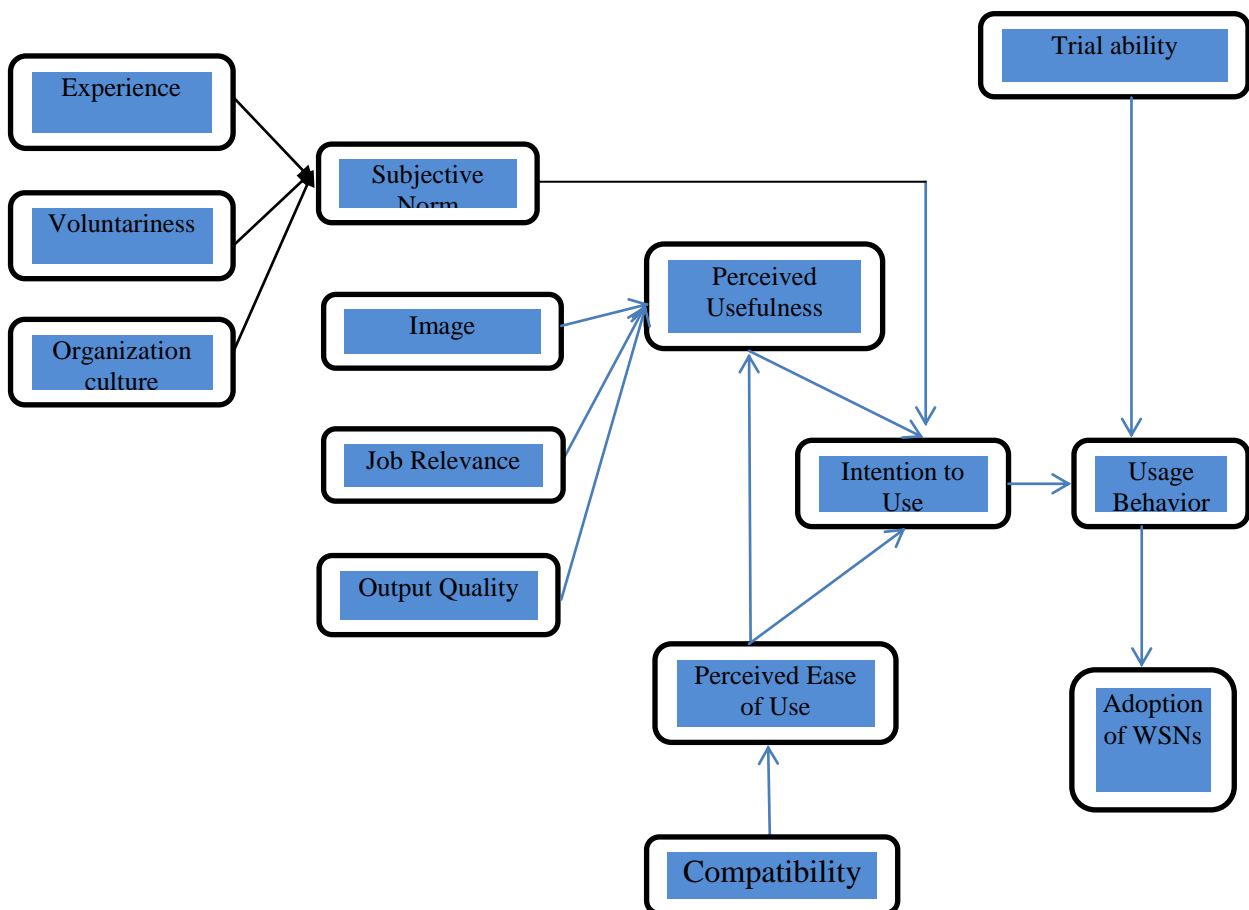 Trial ability
Experience
Subjective
Norm
Voluntariness
Perceived
Usefulness
Image
Organization
culture
Job Relevance
Intention to
Use
Usage
Behavior
Output Quality
Perceived Ease
of Use
Adoption
of WSNs
Compatibility